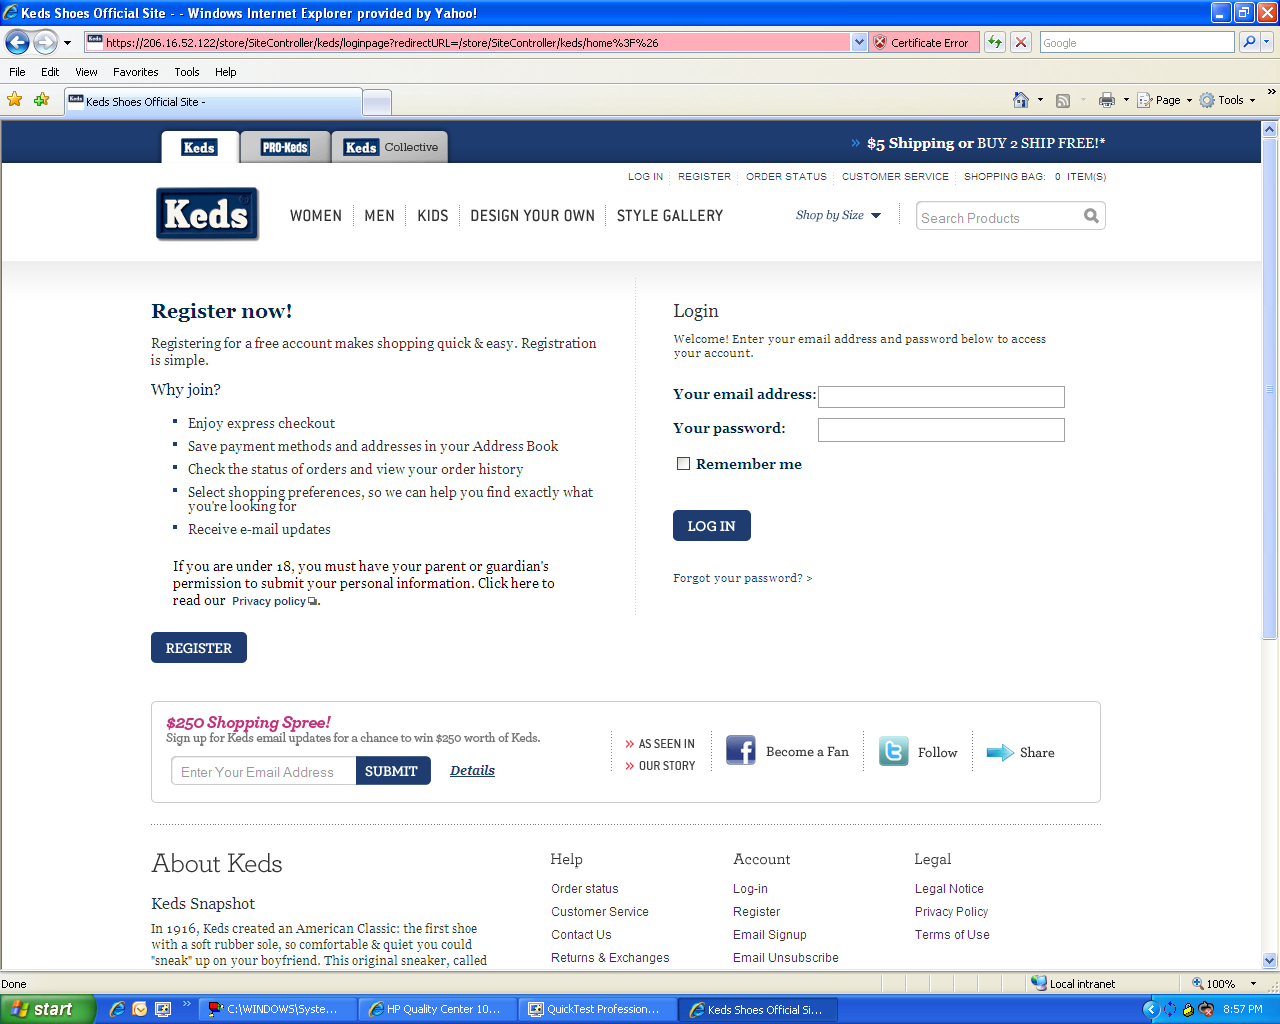 Keds Shoes Official Site - - Windows Internet Explorer provided by Yahoo!
https://206.16.52.122/store/SiteController/keds/loginpage?redirectURL=/store/SiteController/keds/home%3F%26
Certificate Error
Google
File Edit View Favorites Tools Help
Keds Shoes Official Site -
Page Tools
Keds PRO-Keds Keds Collective
» $5 Shipping or BUY 2 SHIP FREE!*
LOG IN REGISTER ORDER STATUS CUSTOMER SERVICE SHOPPING BAG: 0 ITEM(S)
Keds
WOMEN MEN KIDS DESIGN YOUR OWN STYLE GALLERY
Shop by Size
Search Products
Register now!
Registering for a free account makes shopping quick & easy. Registration
is simple.
Why join?
Enjoy express checkout
Save payment methods and addresses in your Address Book
Check the status of orders and view your order history
Select shopping preferences, so we can help you find exactly what
you're looking for
Receive e-mail updates
If you are under 18, you must have your parent or guardian's
permission to submit your personal information. Click here to
read our Privacy policy.
REGISTER
Login
Welcome! Enter your email address and password below to access
your account.
Your email address:
Your password:
Remember me
LOG IN
Forgot your password? >
$250 Shopping Spree!
Sign up for Keds email updates for a chance to win $250 worth of Keds.
Enter Your Email Address SUBMIT Details
» AS SEEN IN
» OUR STORY
Become a Fan
Follow
Share
About Keds
Keds Snapshot
In 1916, Keds created an American Classic: the first shoe
with a soft rubber sole, so comfortable & quiet you could
"sneak" up on your boyfriend. This original sneaker, called
Help
Order status
Customer Service
Contact Us
Returns & Exchanges
Account
Log-in
Register
Email Signup
Email Unsubscribe
Legal
Legal Notice
Privacy Policy
Terms of Use
Done
Local intranet
100%
start
C:\WINDOWS\Syste...
HP Quality Center 10...
QuickTest Profession...
Keds Shoes Official Si...
8:57 PM